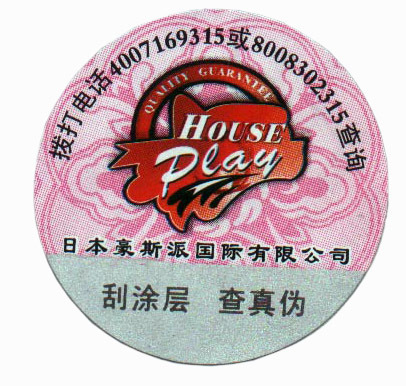 拨打电话4007169315或8008302315查询
QUALITY GUARANTEE
HOUSE
Play
日本豪斯派国际有限公司
刮涂层 查真伪